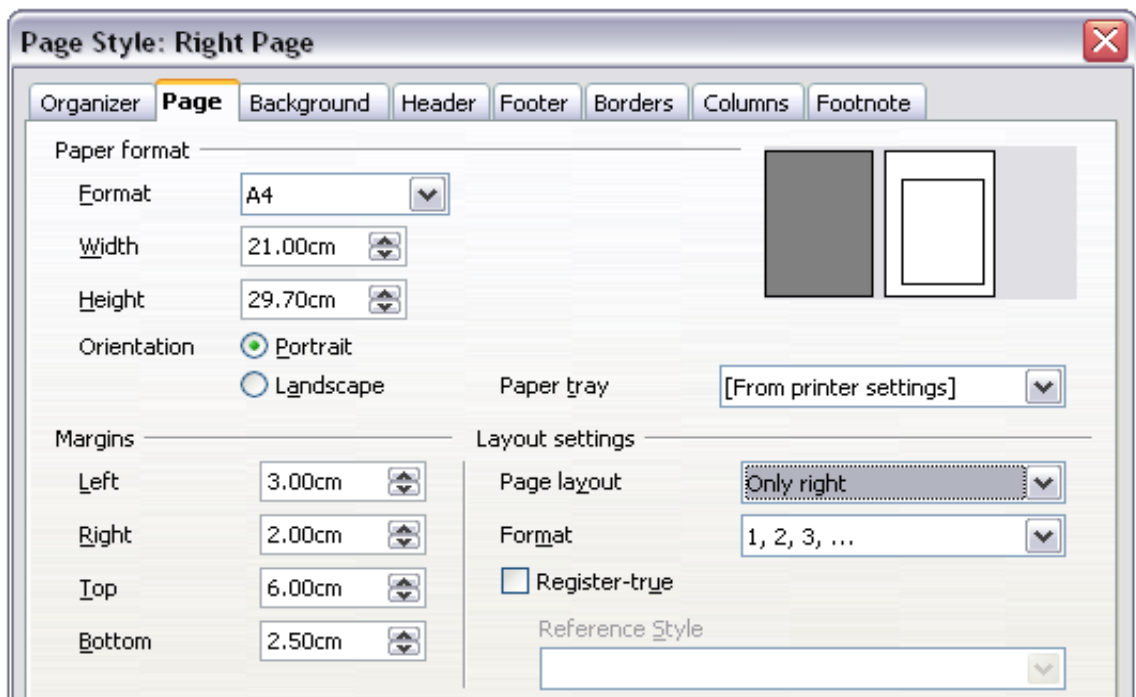 Page Style: Right Page
Organizer Page Background Header Footer Borders Columns Footnote
Paper format
Format A4
Width 21.00cm
Height 29.70cm
Orientation Portrait
Landscape Paper tray [From printer settings]
Margins Layout settings
Left 3.00cm Page layout Only right
Right 2.00cm Format 1, 2, 3, ...
Top 6.00cm Register-true
Bottom 2.50cm Reference Style